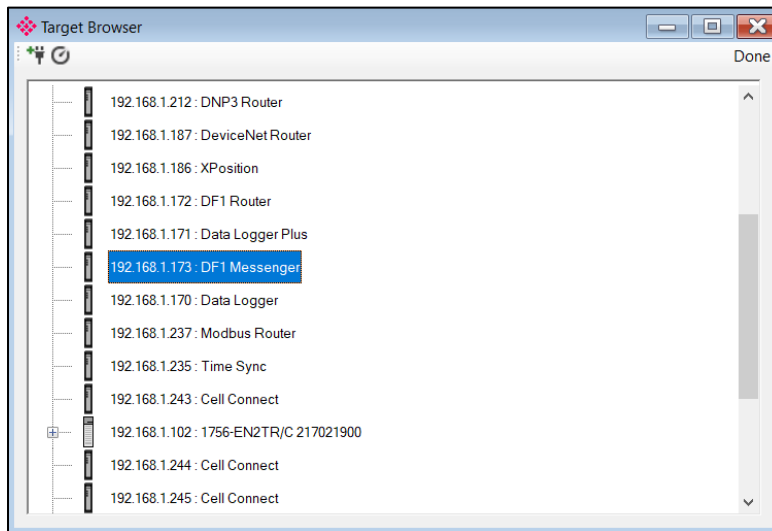 Target Browser
Done
192.168.1.212 : DNP3 Router
192.168.1.187 : DeviceNet Router
192.168.1.186 : XPosition
192.168.1.172 : DF1 Router
192.168.1.171 : Data Logger Plus
192.168.1.173 : DF1 Messenger
192.168.1.170 : Data Logger
192.168.1.237 : Modbus Router
192.168.1.235 : Time Sync
192.168.1.243 : Cell Connect
192.168.1.102 : 1756-EN2TR/C 217021900
192.168.1.244 : Cell Connect
192.168.1.245 : Cell Connect